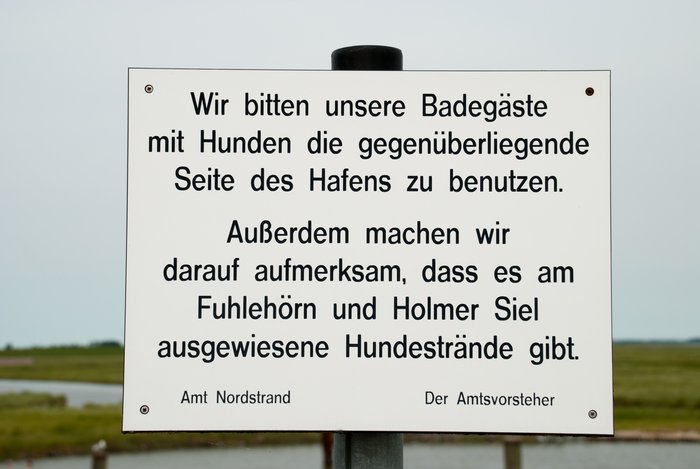 Wir bitten unsere Badegäste
mit Hunden die gegenüberliegende
Seite des Hafens zu benutzen.
Außerdem machen wir
darauf aufmerksam, dass es am
Fuhlehörn und Holmer Siel
ausgewiesene Hundestrände gibt.
Amt Nordstrand Der Amtsvorsteher